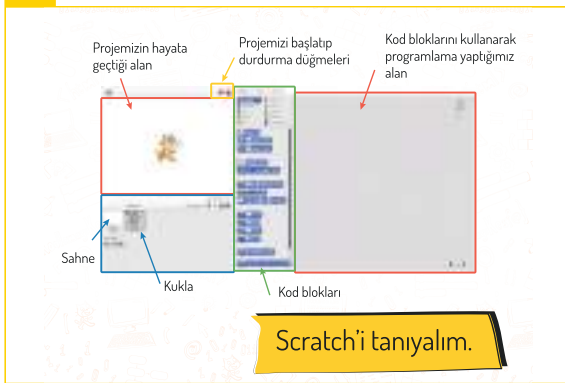 Projemizin hayata
geçtiği alan
Projemizi başlatıp
durdurma düğmeleri
Kod bloklarını kullanarak
programlama yaptığımız
alan
Sahne
Kukla
Kod blokları
Scratch'i tanıyalım.